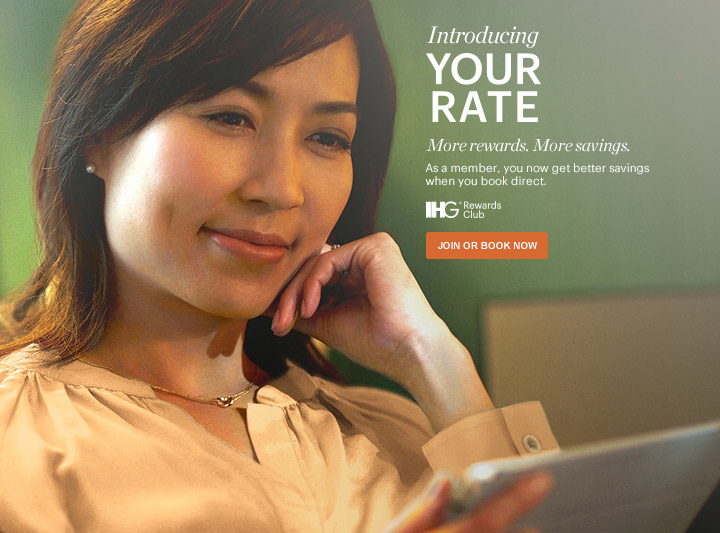 Introducing
YOUR
RATE
More rewards. More savings.
As a member, you now get better savings
when you book direct.
IHG® Rewards
Club
JOIN OR BOOK NOW